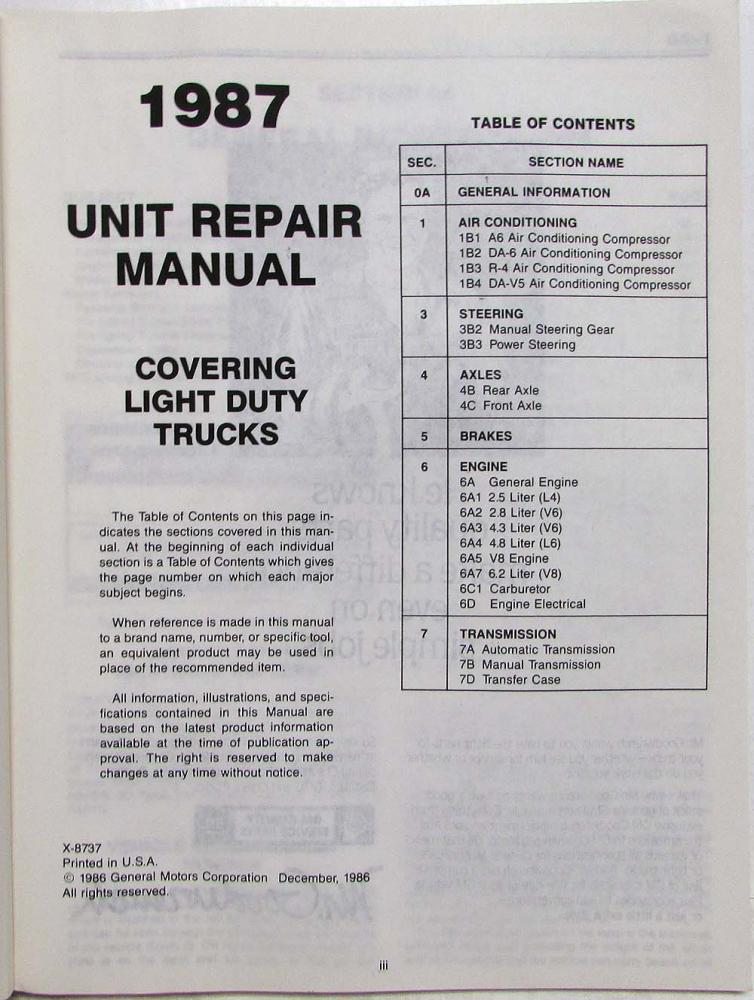 1987
UNIT REPAIR
MANUAL
COVERING
LIGHT DUTY
TRUCKS
The Table of Contents on this page in-
dicates the sections covered in this man-
ual. At the beginning of each individual
section is a Table of Contents which gives
the page number on which each major
subject begins.
When reference is made in this manual
to a brand name, number, or specific tool,
an equivalent product may be used in
place of the recommended item.
All information, illustrations, and speci-
fications contained in this Manual are
based on the latest product information
available at the time of publication ap-
proval. The right is reserved to make
changes at any time without notice.
X-8737
Printed in U.S.A.
© 1986 General Motors Corporation December, 1986
All rights reserved.
TABLE OF CONTENTS
SEC. SECTION NAME
0A GENERAL INFORMATION
1 AIR CONDITIONING
1B1 A6 Air Conditioning Compressor
1B2 DA-6 Air Conditioning Compressor
1B3 R-4 Air Conditioning Compressor
1B4 DA-V5 Air Conditioning Compressor
3 STEERING
3B2 Manual Steering Gear
3B3 Power Steering
4 AXLES
4B Rear Axle
4C Front Axle
5 BRAKES
6 ENGINE
6A General Engine
6A1 2.5 Liter (L4)
6A2 2.8 Liter (V6)
6A3 4.3 Liter (V6)
6A4 4.8 Liter (L6)
6A5 V8 Engine
6A7 6.2 Liter (V8)
6C1 Carburetor
6D Engine Electrical
7 TRANSMISSION
7A Automatic Transmission
7B Manual Transmission
7D Transfer Case
iii